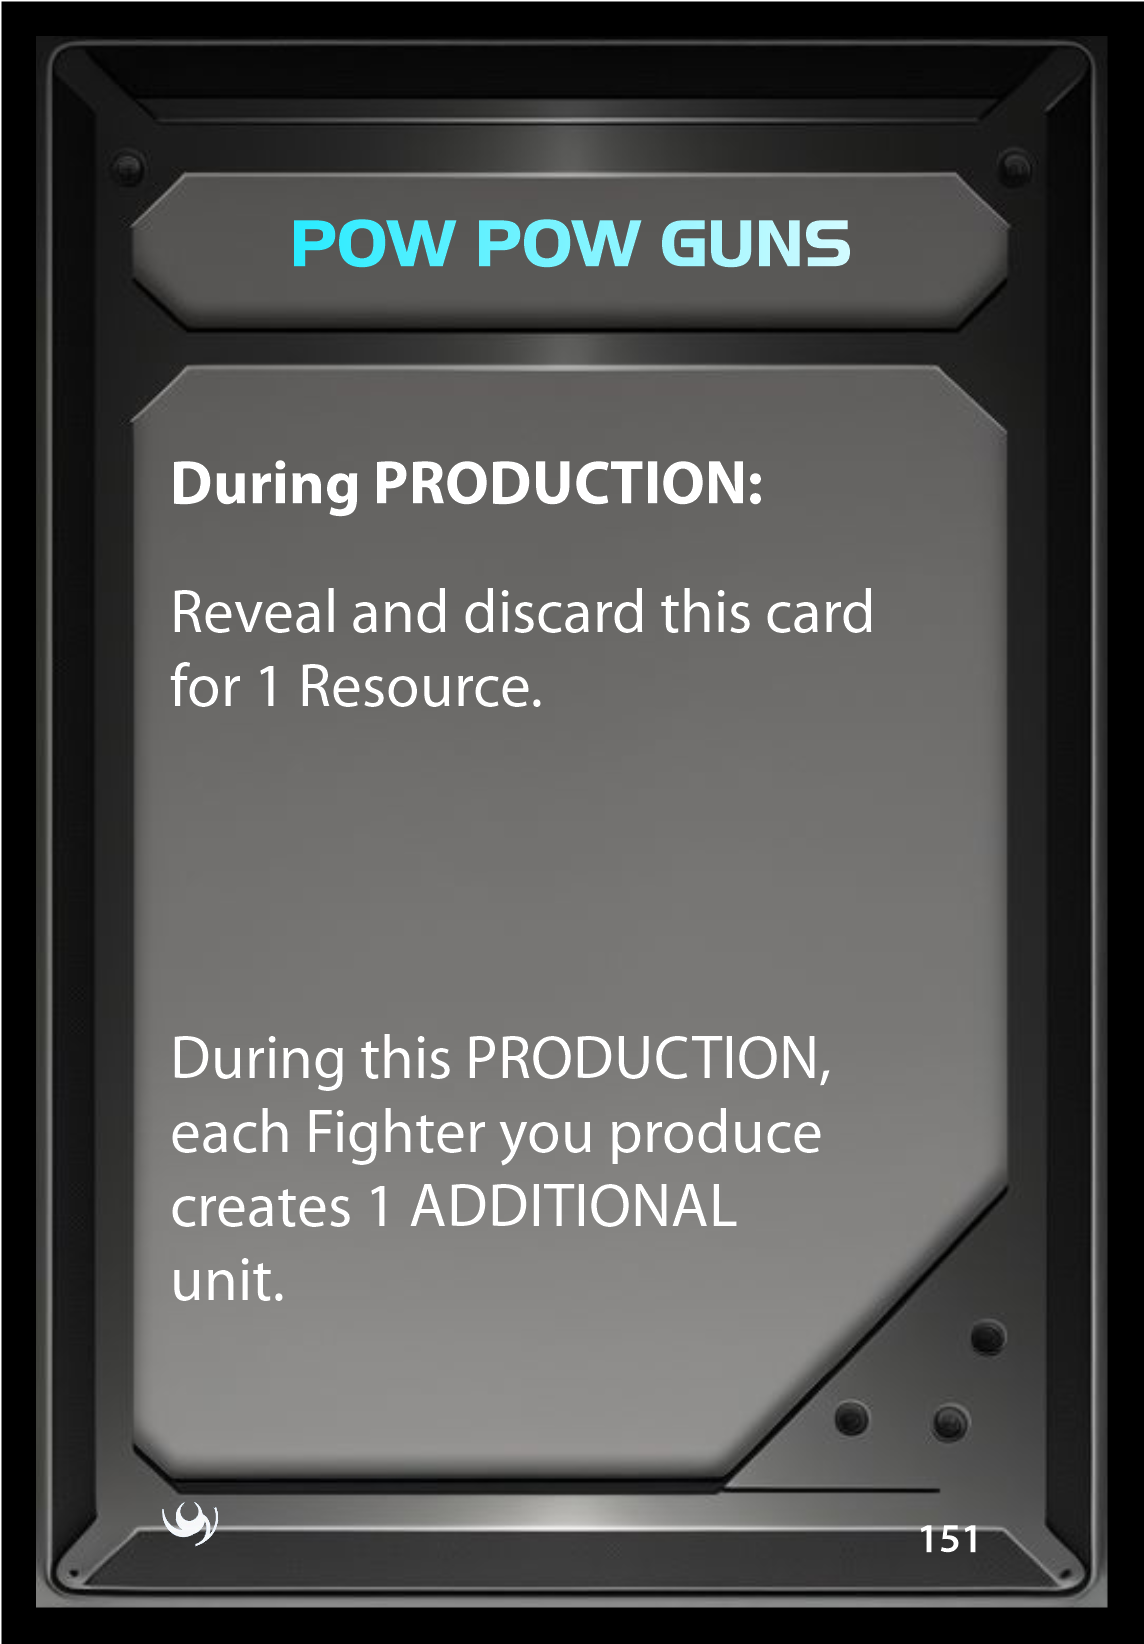 POW POW GUNS
During PRODUCTION:
Reveal and discard this card
for 1 Resource.
During this PRODUCTION,
each Fighter you produce
creates 1 ADDITIONAL
unit.
151